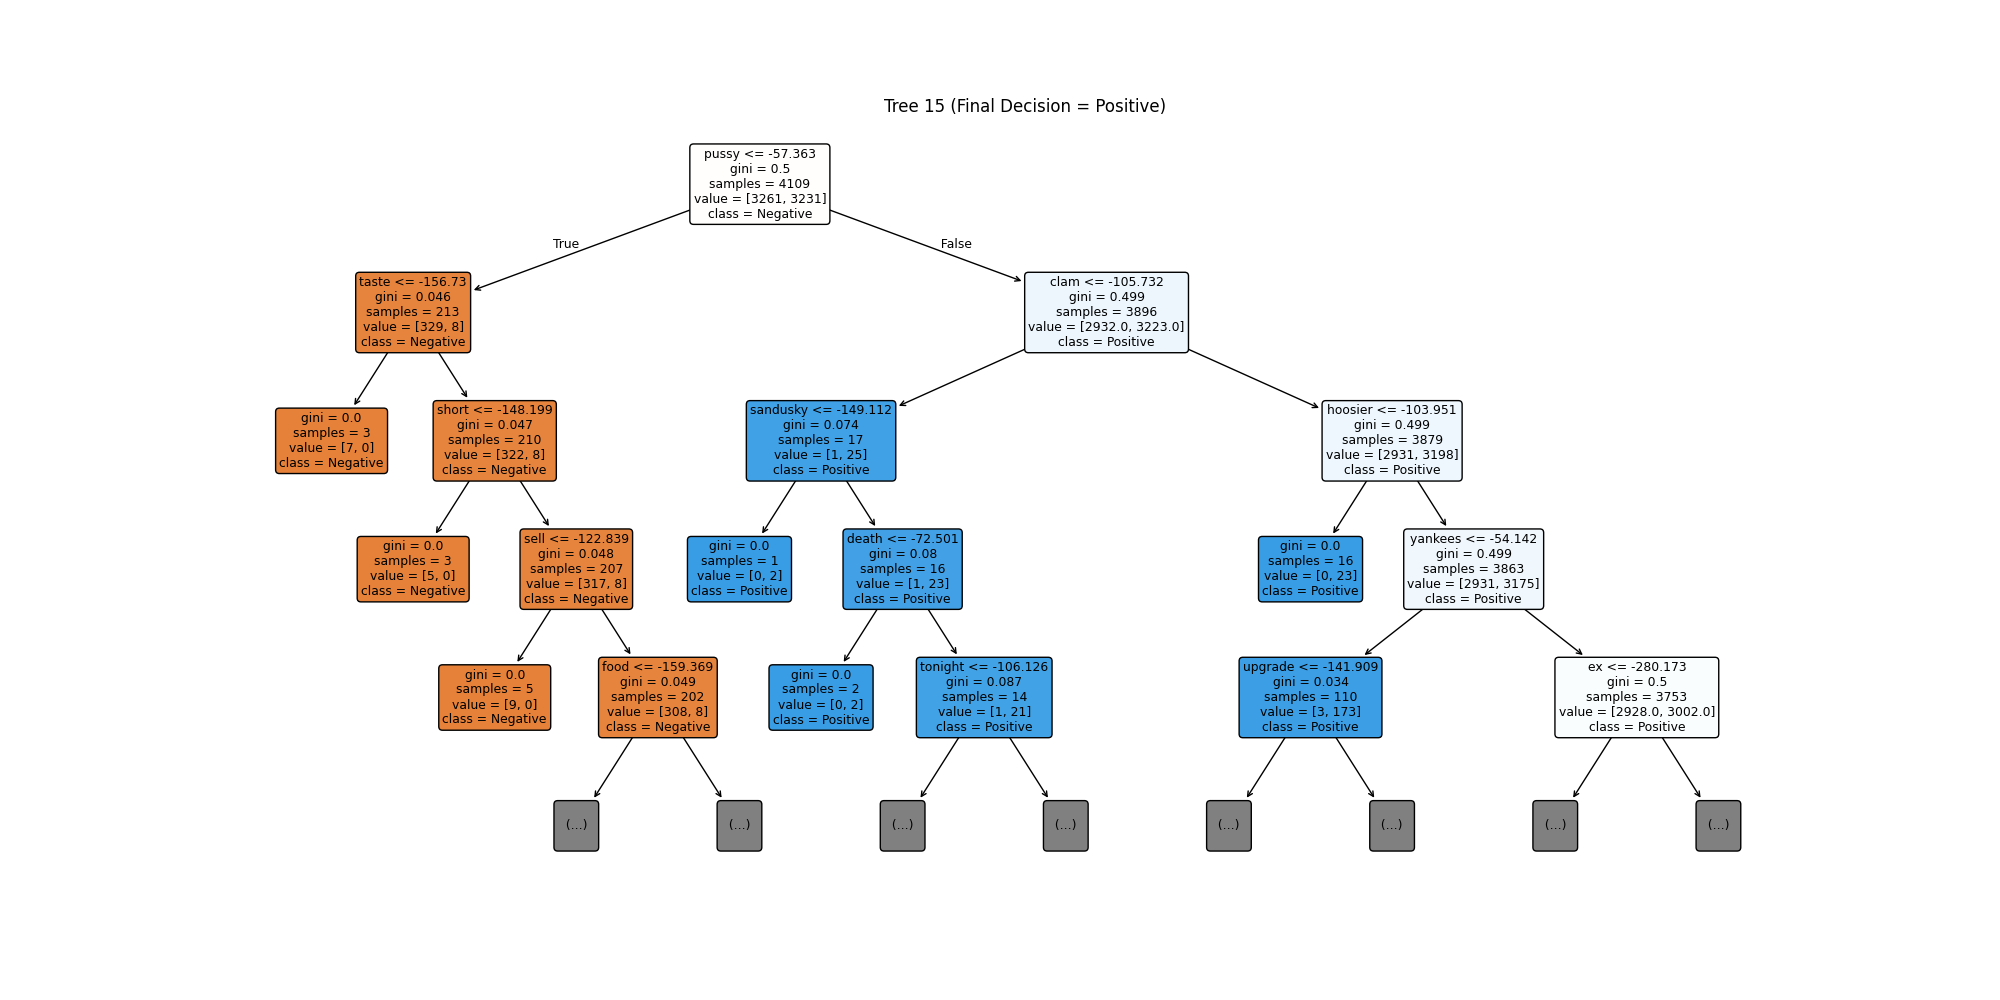 Tree 15 (Final Decision = Positive)
pussy <= -57.363
gini = 0.5
samples = 4109
value = [3261, 3231]
class = Negative
True
False
taste <= -156.73
gini = 0.046
samples = 213
value = [329, 8]
class = Negative
clam <= -105.732
gini = 0.499
samples = 3896
value = [2932.0, 3223.0]
class = Positive
gini = 0.0
samples = 3
value = [7, 0]
class = Negative
short <= -148.199
gini = 0.047
samples = 210
value = [322, 8]
class = Negative
sandusky <= -149.112
gini = 0.074
samples = 17
value = [1, 25]
class = Positive
hoosier <= -103.951
gini = 0.499
samples = 3879
value = [2931, 3198]
class = Positive
gini = 0.0
samples = 3
value = [5, 0]
class = Negative
sell <= -122.839
gini = 0.048
samples = 207
value = [317, 8]
class = Negative
gini = 0.0
samples = 1
value = [0, 2]
class = Positive
death <= -72.501
gini = 0.08
samples = 16
value = [1, 23]
class = Positive
gini = 0.0
samples = 16
value = [0, 23]
class = Positive
yankees <= -54.142
gini = 0.499
samples = 3863
value = [2931, 3175]
class = Positive
gini = 0.0
samples = 5
value = [9, 0]
class = Negative
food <= -159.369
gini = 0.049
samples = 202
value = [308, 8]
class = Negative
gini = 0.0
samples = 2
value = [0, 2]
class = Positive
tonight <= -106.126
gini = 0.087
samples = 14
value = [1, 21]
class = Positive
upgrade <= -141.909
gini = 0.034
samples = 110
value = [3, 173]
class = Positive
ex <= -280.173
gini = 0.5
samples = 3753
value = [2928.0, 3002.0]
class = Positive
(...)
(...)
(...)
(...)
(...)
(...)
(...)
(...)